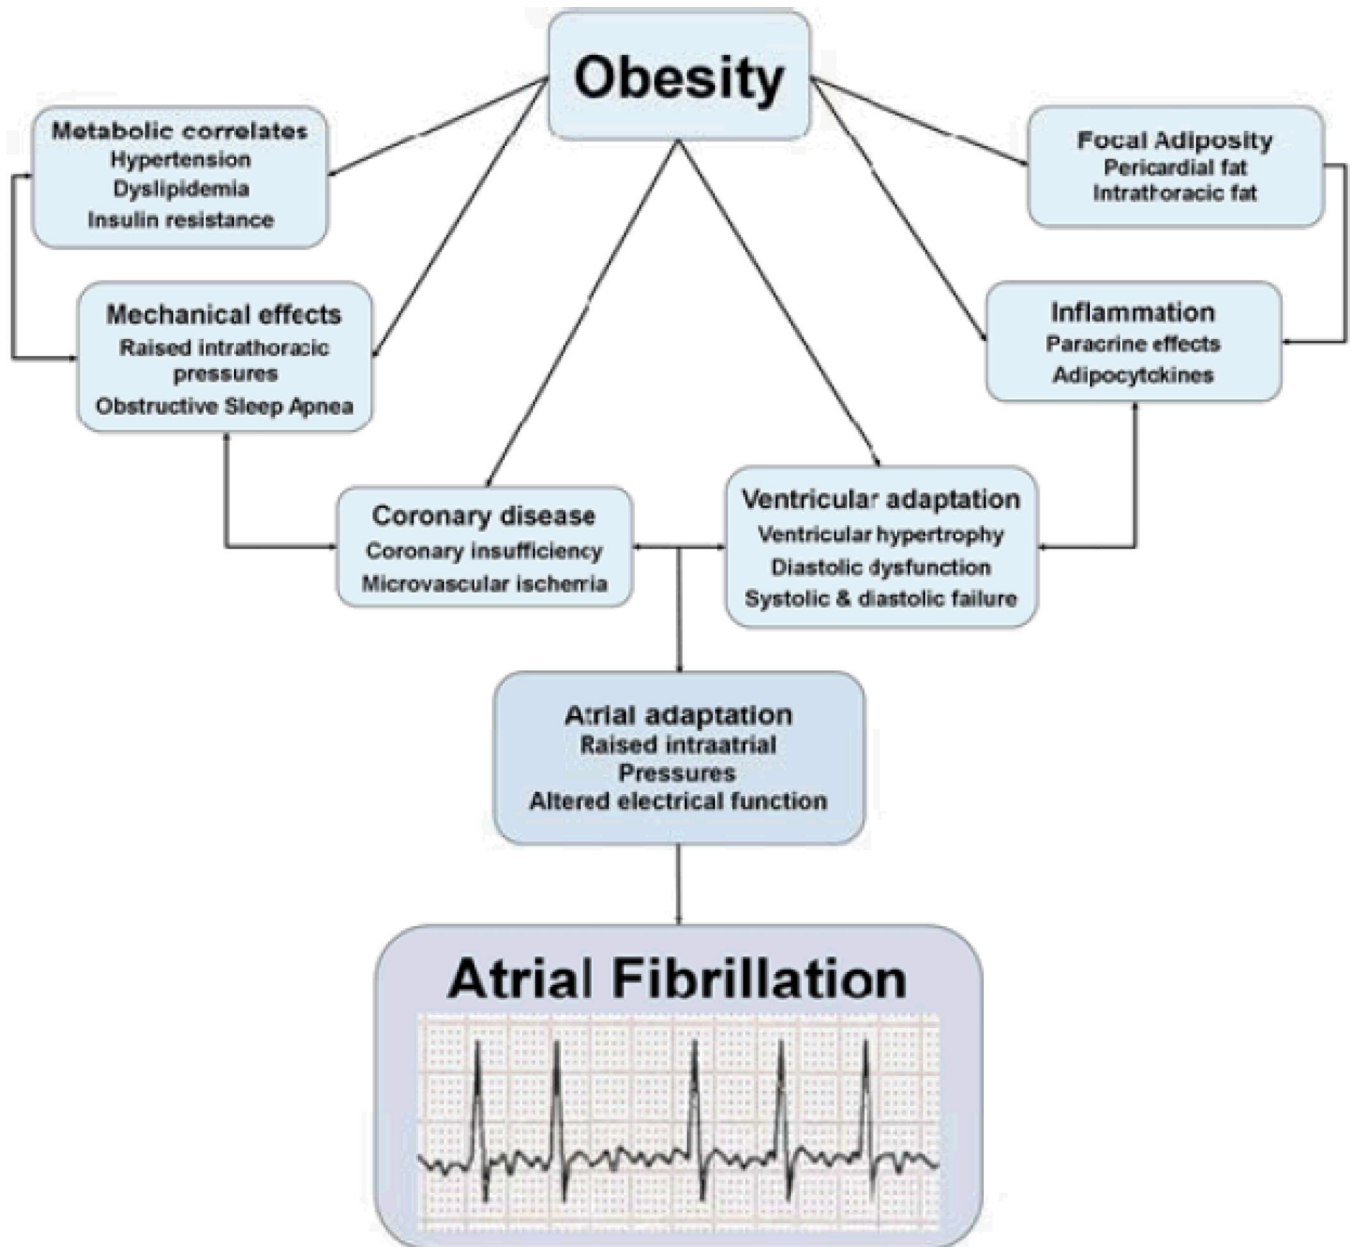 Obesity
Metabolic correlates
Hypertension
Dyslipidemia
Insulin resistance
Focal Adiposity
Pericardial fat
Intrathoracic fat
Mechanical effects
Raised intrathoracic
pressures
Obstructive Sleep Apnea
Inflammation
Paracrine effects
Adipocytokines
Coronary disease
Coronary insufficiency
Microvascular ischemia
Ventricular adaptation
Ventricular hypertrophy
Diastolic dysfunction
Systolic & diastolic failure
Atrial adaptation
Raised intraatrial
Pressures
Altered electrical function
Atrial Fibrillation